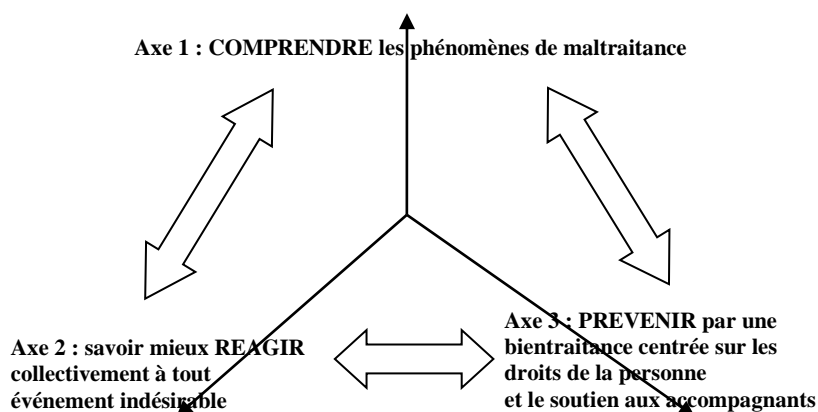 Axe 1 : COMPRENDRE les phénomènes de maltraitance
Axe 2 : savoir mieux REAGIR
collectivement à tout
événement indésirable
Axe 3 : PREVENIR par une
bientraitance centrée sur les
droits de la personne
et le soutien aux accompagnants